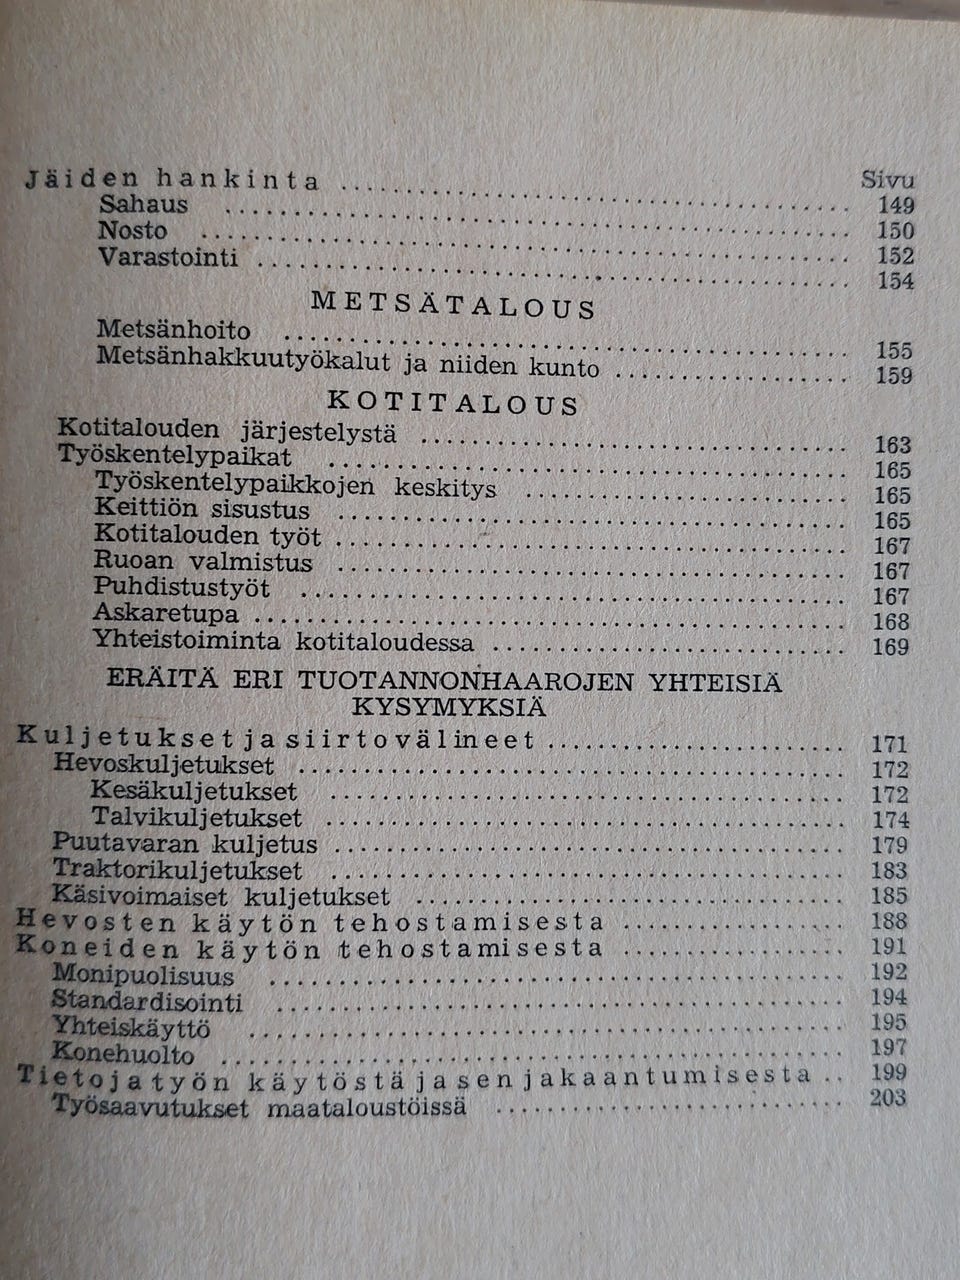 Sivu
Jäiden hankinta ........ 149
Sahaus ........ 150
Nosto ........ 152
Varastointi ........ 154
METSÄTALOUS
Metsänhoito ........ 155
Metsänhakkuutyökalut ja niiden kunto ........ 159
KOTITALOUS
Kotitalouden järjestelystä ........ 163
Työskentelypaikat ........ 165
Työskentelypaikkojen keskitys ........ 165
Keittiön sisustus ........ 165
Kotitalouden työt ........ 167
Ruoan valmistus ........ 167
Puhdistustyöt ........ 167
Askaretupa ........ 168
Yhteistoiminta kotitaloudessa ........ 169
ERÄITÄ ERI TUOTANNONHAAROJEN YHTEISIÄ
KYSYMYKSIÄ
Kuljetukset ja siirtovälineet ........ 171
Hevoskuljetukset ........ 172
Kesäkuljetukset ........ 172
Talvikuljetukset ........ 174
Puutavaran kuljetus ........ 179
Traktorikuljetukset ........ 183
Käsivoimaiset kuljetukset ........ 185
Hevosten käytön tehostamisesta ........ 188
Koneiden käytön tehostamisesta ........ 191
Monipuolisuus ........ 192
Standardisointi ........ 194
Yhteiskäyttö ........ 195
Konehuolto ........ 197
Tietoja työn käytöstä ja sen jakaantumisesta .. 199
Työsaavutukset maataloustöissä ........ 203